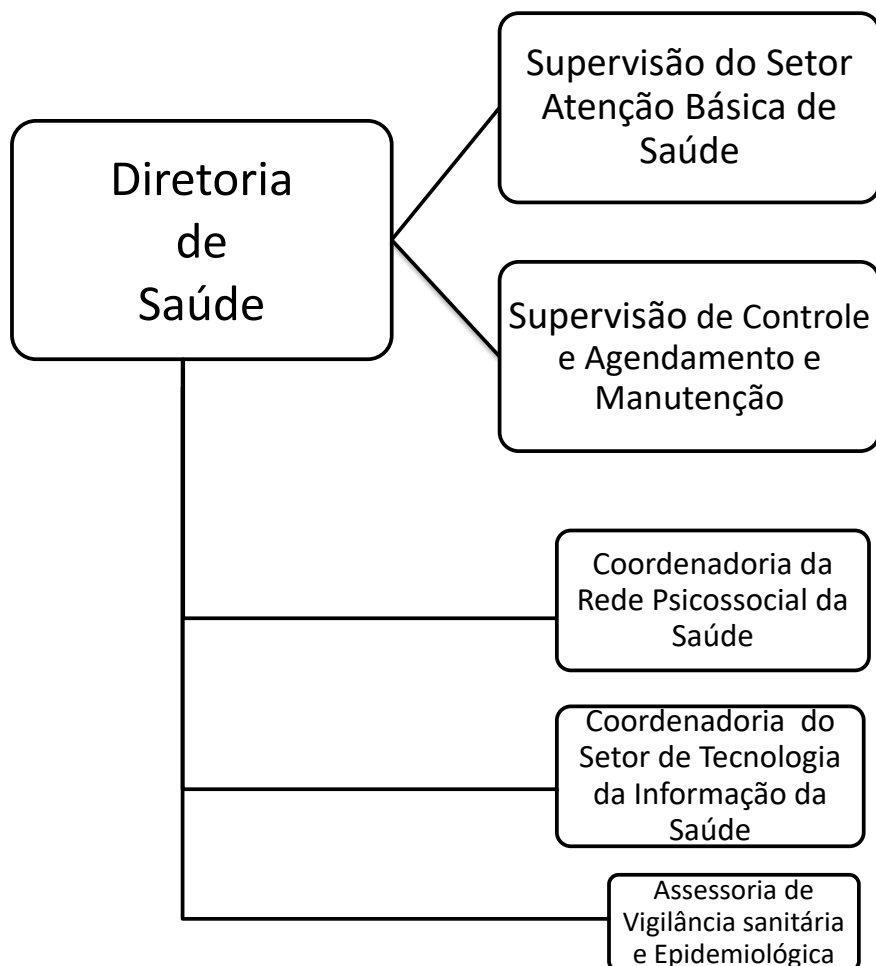 Diretoria
de
Saúde
Supervisão do Setor
Atenção Básica de
Saúde
Supervisão de Controle
e Agendamento e
Manutenção
Coordenadoria da
Rede Psicossocial da
Saúde
Coordenadoria do
Setor de Tecnologia
da Informação da
Saúde
Assessoria de
Vigilância sanitária
e Epidemiológica